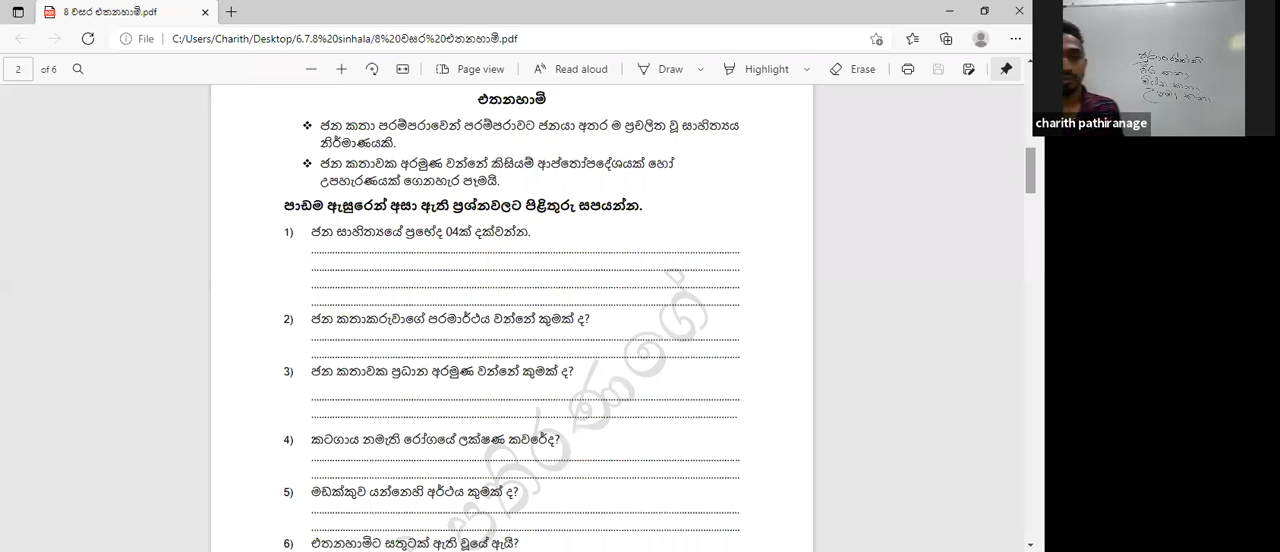 8 වසර එතනහාමි.pdf
File C:/Users/Charith/Desktop/6.7.8%20sinhala/8%20වසර%20එතනහාමි.pdf
2 of 6 Page view Read aloud Draw Highlight Erase
charith pathiranage
එතනහාමි
❖ ජන කතා පරම්පරාවෙන් පරම්පරාවට ජනයා අතර ම ප්‍රචලිත වූ සාහිත්‍යය
නිර්මාණයකි.
❖ ජන කතාවක අරමුණ වන්නේ කිසියම් ආප්තෝපදේශයක් හෝ
උපහැරණයක් ගෙනහැර පෑමයි.
පාඩම ඇසුරෙන් අසා ඇති ප්‍රශ්නවලට පිළිතුරු සපයන්න.
1) ජන සාහිත්‍යයේ ප්‍රභේද 04ක් දක්වන්න.
2) ජන කතාකරුවාගේ පරමාර්ථය වන්නේ කුමක් ද?
3) ජන කතාවක ප්‍රධාන අරමුණ වන්නේ කුමක් ද?
4) කටගාය නමැති රෝගයේ ලක්ෂණ කවරේද?
5) මඩක්කුව යන්නෙහි අර්ථය කුමක් ද?
6) එතනහාමිට සතුටක් ඇති වූයේ ඇයි?